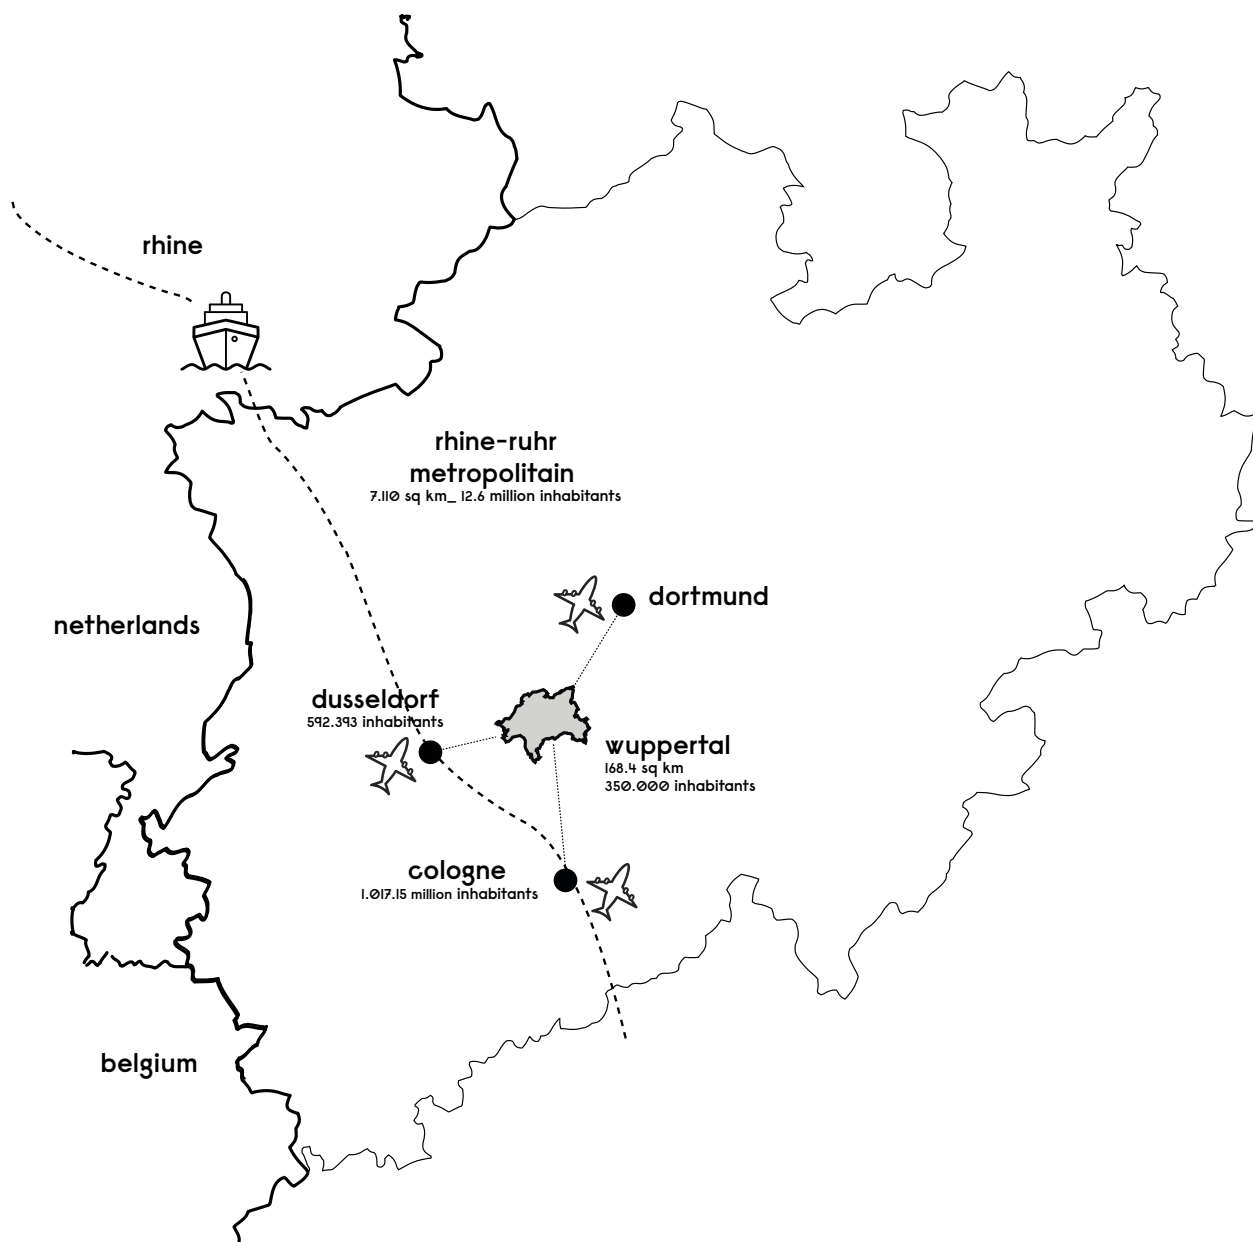 rhine
rhine-ruhr
metropolitain
7.110 sq km_ 12.6 million inhabitants
dortmund
netherlands
dusseldorf
592.393 inhabitants
wuppertal
168.4 sq km
350.000 inhabitants
cologne
1.017.15 million inhabitants
belgium